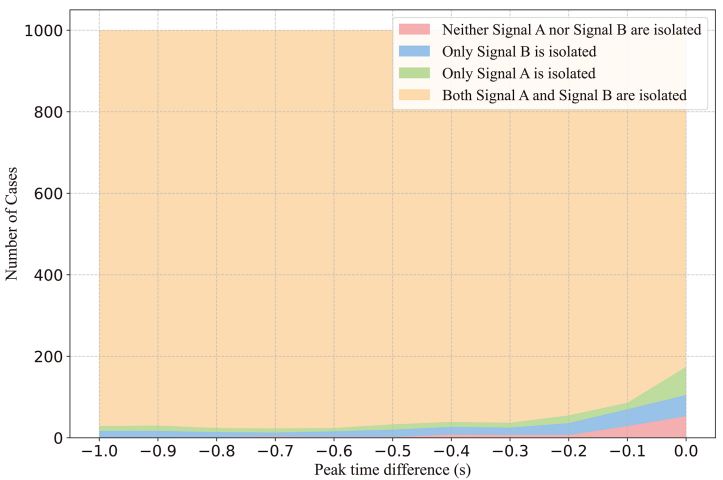 Neither Signal A nor Signal B are isolated
Only Signal B is isolated
Only Signal A is isolated
Both Signal A and Signal B are isolated
1000
800
600
400
200
0
Number of Cases
−1.0 −0.9 −0.8 −0.7 −0.6 −0.5 −0.4 −0.3 −0.2 −0.1 0.0
Peak time difference (s)